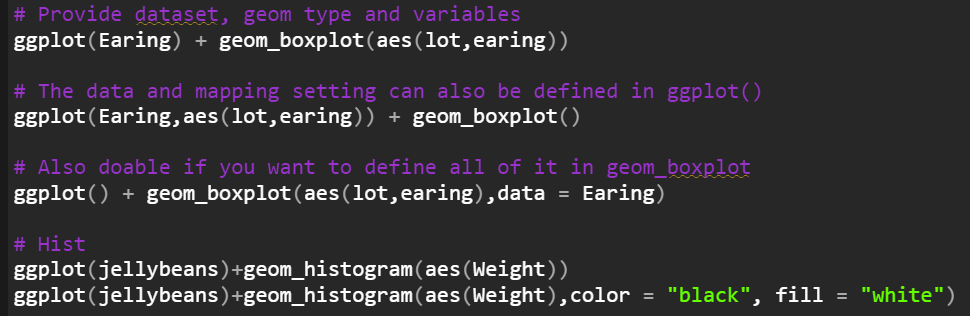 # Provide dataset, geom type and variables
ggplot(Earing) + geom_boxplot(aes(lot,earing))
# The data and mapping setting can also be defined in ggplot()
ggplot(Earing,aes(lot,earing)) + geom_boxplot()
# Also doable if you want to define all of it in geom_boxplot
ggplot() + geom_boxplot(aes(lot,earing),data = Earing)
# Hist
ggplot(jellybeans)+geom_histogram(aes(Weight))
ggplot(jellybeans)+geom_histogram(aes(Weight),color = "black", fill = "white")